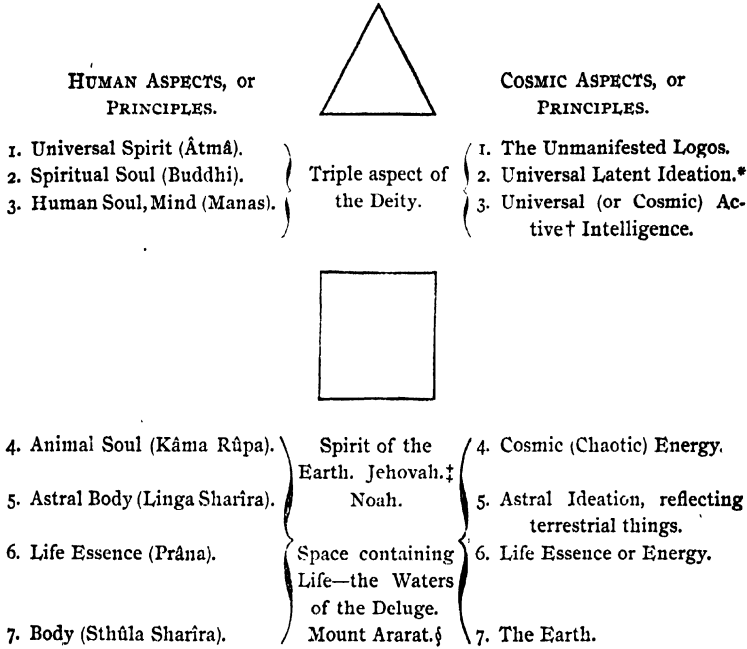 HUMAN ASPECTS, OR
PRINCIPLES.
COSMIC ASPECTS, OR
PRINCIPLES.
1. Universal Spirit (Âtmâ).
2. Spiritual Soul (Buddhi).
3. Human Soul, Mind (Manas).
Triple aspect of
the Deity.
1. The Unmanifested Logos.
2. Universal Latent Ideation.*
3. Universal (or Cosmic) Ac-
tive† Intelligence.
4. Animal Soul (Kâma Rûpa).
5. Astral Body (Linga Sharîra).
6. Life Essence (Prâna).
7. Body (Sthûla Sharîra).
Spirit of the
Earth. Jehovah.‡
Noah.
Space containing
Life—the Waters
of the Deluge.
Mount Ararat.§
4. Cosmic (Chaotic) Energy.
5. Astral Ideation, reflecting
terrestrial things.
6. Life Essence or Energy.
7. The Earth.